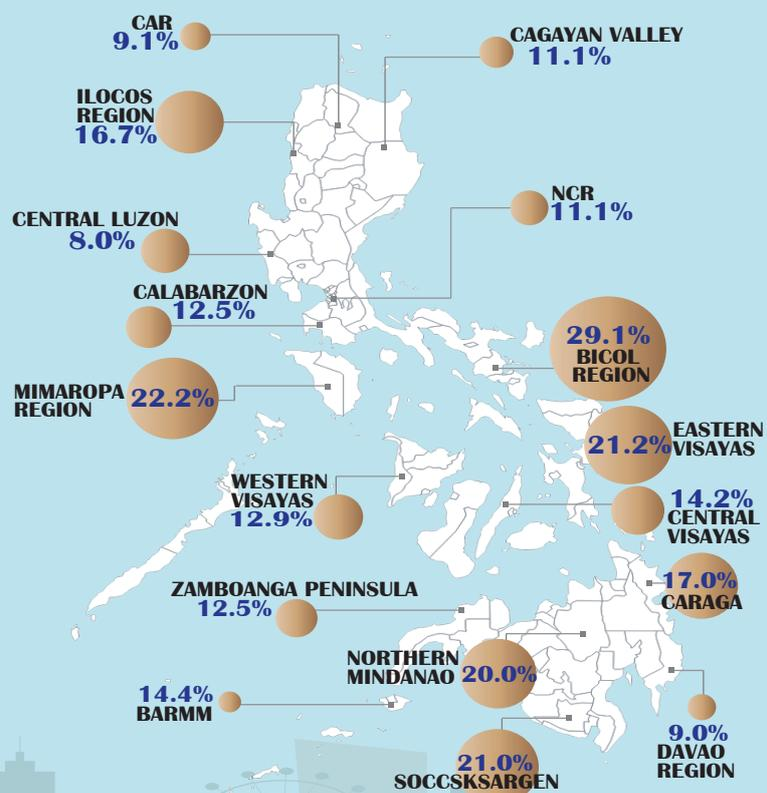 CAR
9.1%
CAGAYAN VALLEY
11.1%
ILOCOS
REGION
16.7%
NCR
11.1%
CENTRAL LUZON
8.0%
CALABARZON
12.5%
29.1%
BICOL
REGION
MIMAROPA
REGION
22.2%
21.2%
EASTERN
VISAYAS
WESTERN
VISAYAS
12.9%
14.2%
CENTRAL
VISAYAS
17.0%
CARAGA
ZAMBOANGA PENINSULA
12.5%
NORTHERN
MINDANAO
20.0%
14.4%
BARMM
9.0%
DAVAO
REGION
21.0%
SOCCSKSARGEN